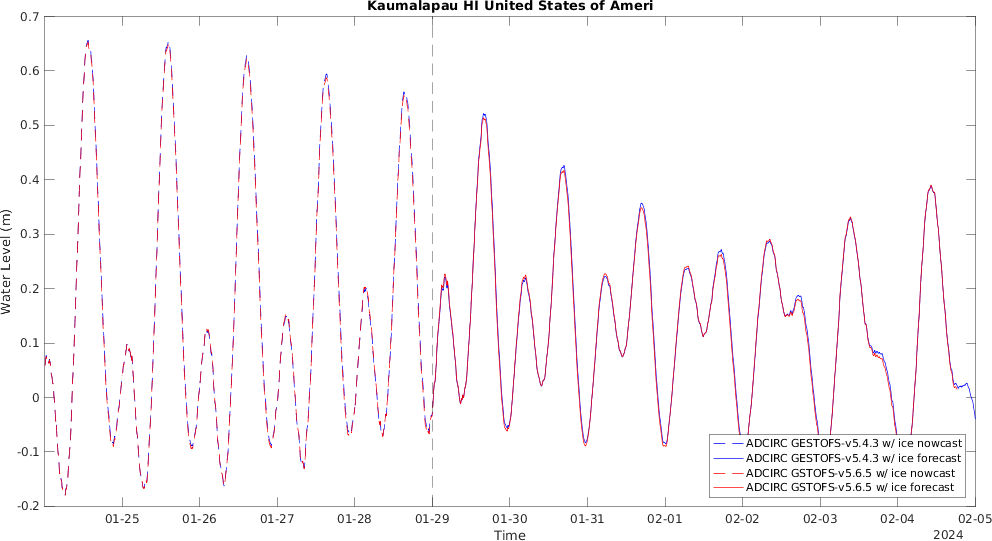 Kaumalapau HI United States of Ameri
0.7
0.6
0.5
0.4
0.3
0.2
0.1
0
-0.1
-0.2
Water Level (m)
01-25 01-26 01-27 01-28 01-29 01-30 01-31 02-01 02-02 02-03 02-04 02-05
Time
2024
ADCIRC GESTOFS-v5.4.3 w/ ice nowcast
ADCIRC GESTOFS-v5.4.3 w/ ice forecast
ADCIRC GSTOFS-v5.6.5 w/ ice nowcast
ADCIRC GSTOFS-v5.6.5 w/ ice forecast